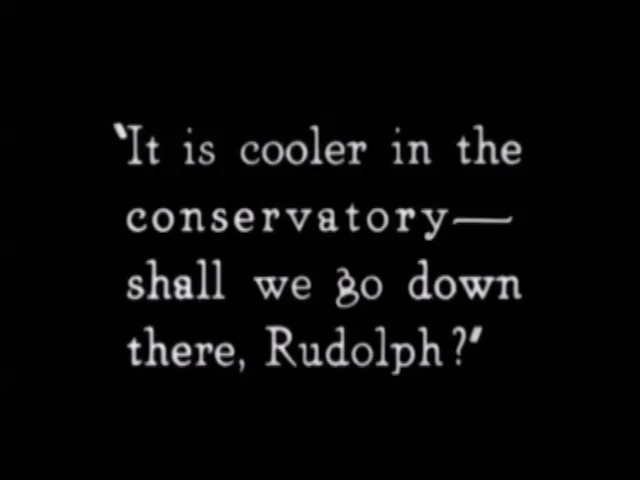 "It is cooler in the
conservatory—
shall we go down
there, Rudolph?"